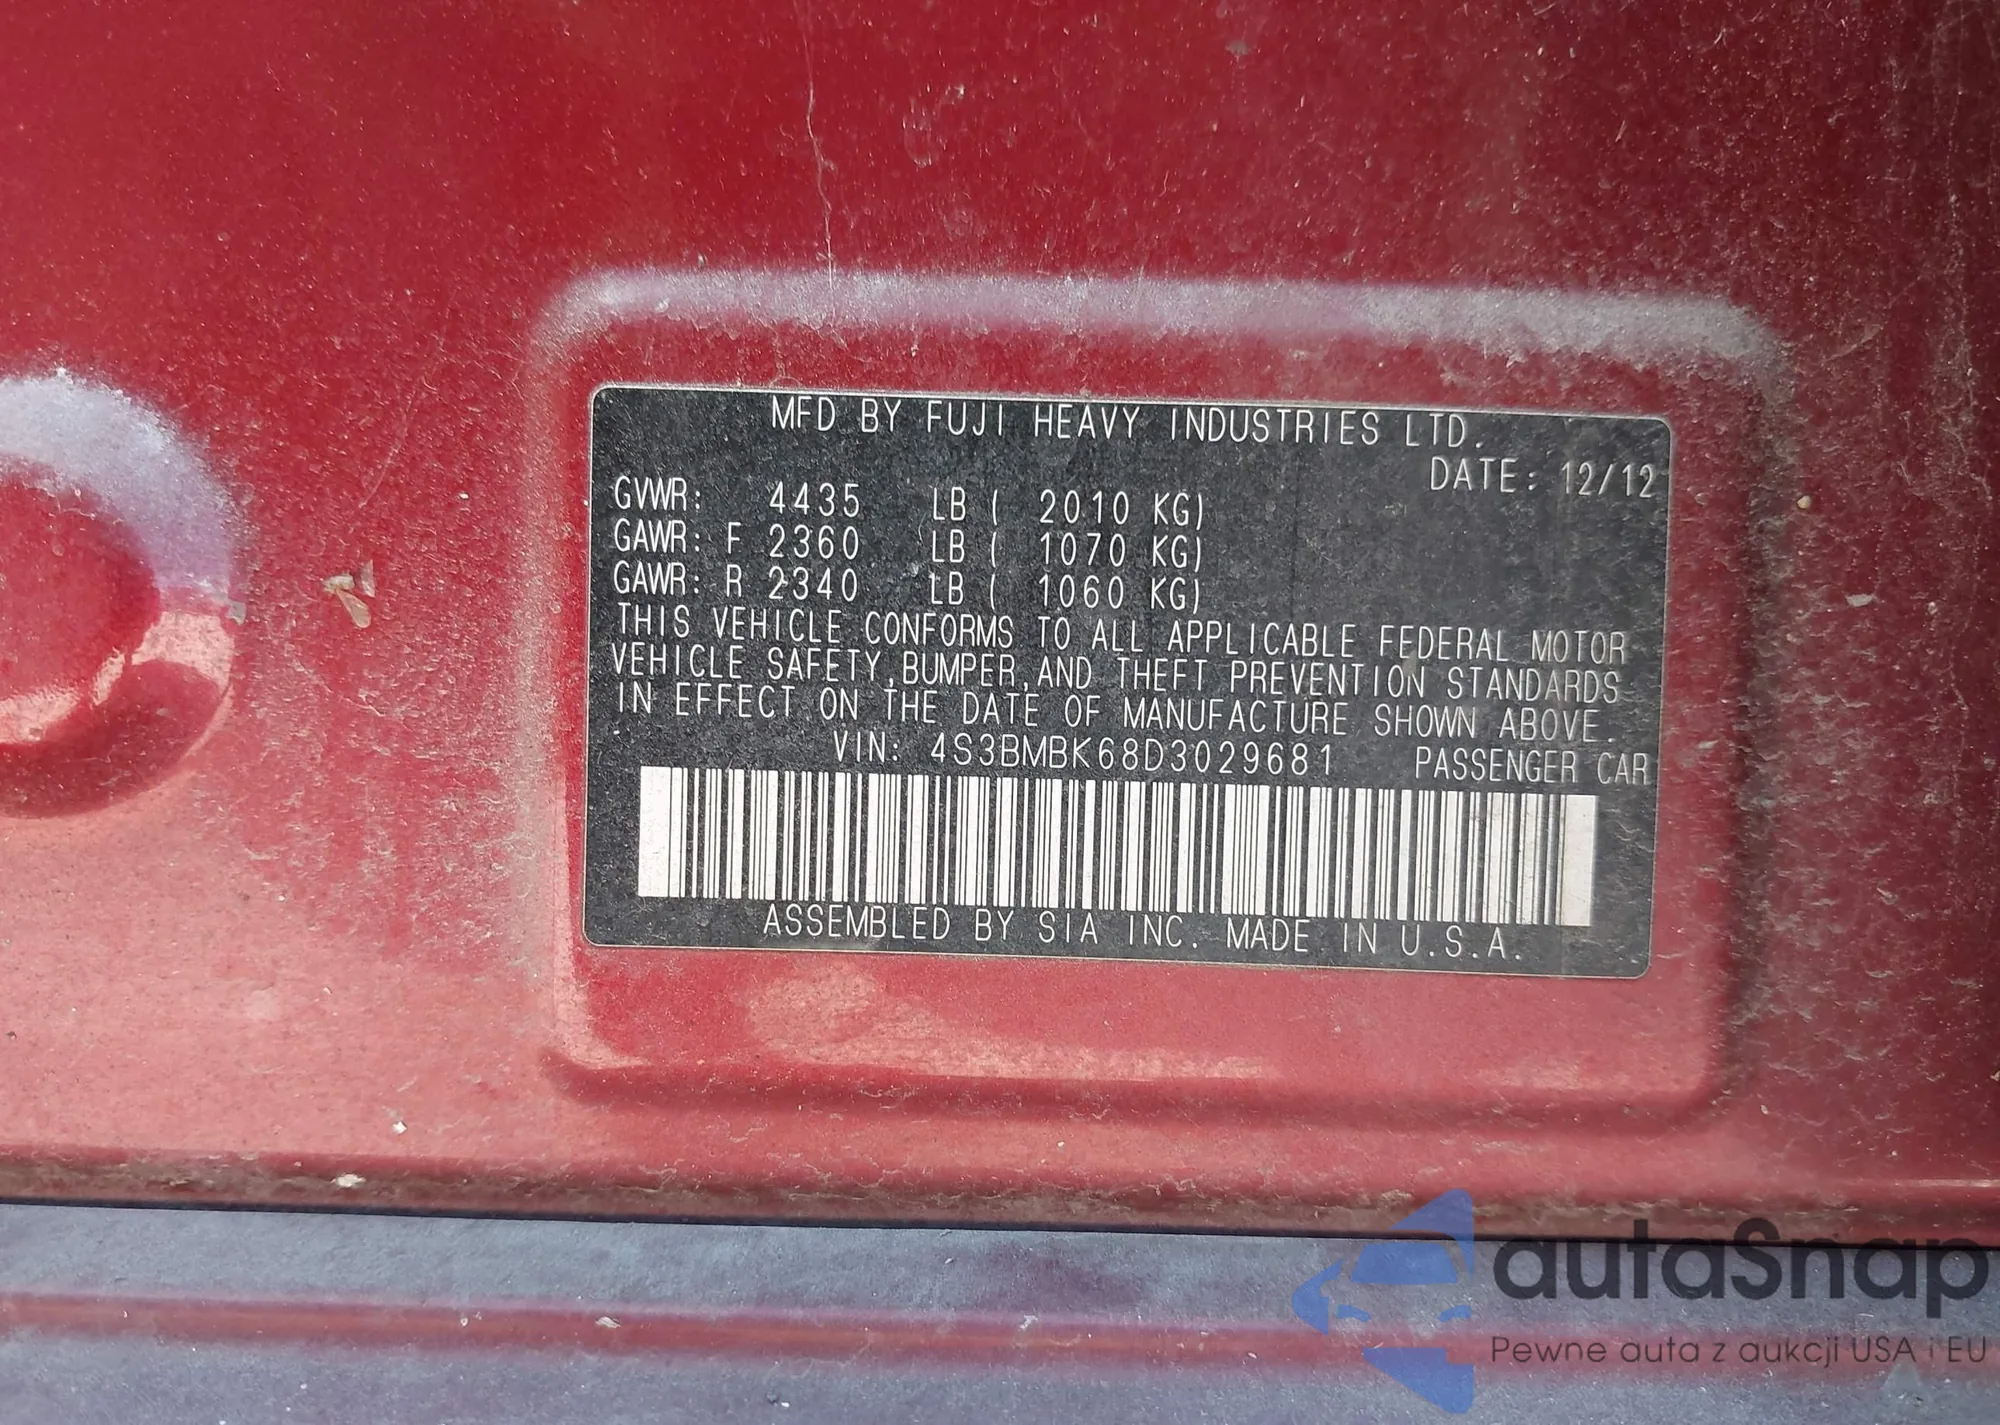 MFD BY FUJI HEAVY INDUSTRIES LTD.
DATE: 12/12
GVWR: 4435 LB ( 2010 KG)
GAWR: F 2360 LB ( 1070 KG)
GAWR: R 2340 LB ( 1060 KG)
THIS VEHICLE CONFORMS TO ALL APPLICABLE FEDERAL MOTOR
VEHICLE SAFETY,BUMPER,AND THEFT PREVENTION STANDARDS
IN EFFECT ON THE DATE OF MANUFACTURE SHOWN ABOVE.
VIN: 4S3BMBK68D3029681 PASSENGER CAR
ASSEMBLED BY SIA INC. MADE IN U.S.A.
autaSnap
Pewne auta z aukcji USA i EU